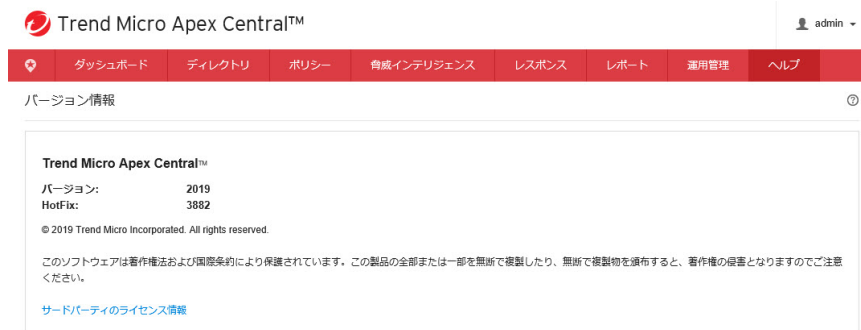 Trend Micro Apex Central™
admin
ダッシュボード ディレクトリ ポリシー 脅威インテリジェンス レスポンス レポート 運用管理 ヘルプ
バージョン情報
Trend Micro Apex Central™
バージョン: 2019
HotFix: 3882
© 2019 Trend Micro Incorporated. All rights reserved.
このソフトウェアは著作権法および国際条約により保護されています。この製品の全部または一部を無断で複製したり、無断で複製物を頒布すると、著作権の侵害となりますのでご注意
ください。
サードパーティのライセンス情報